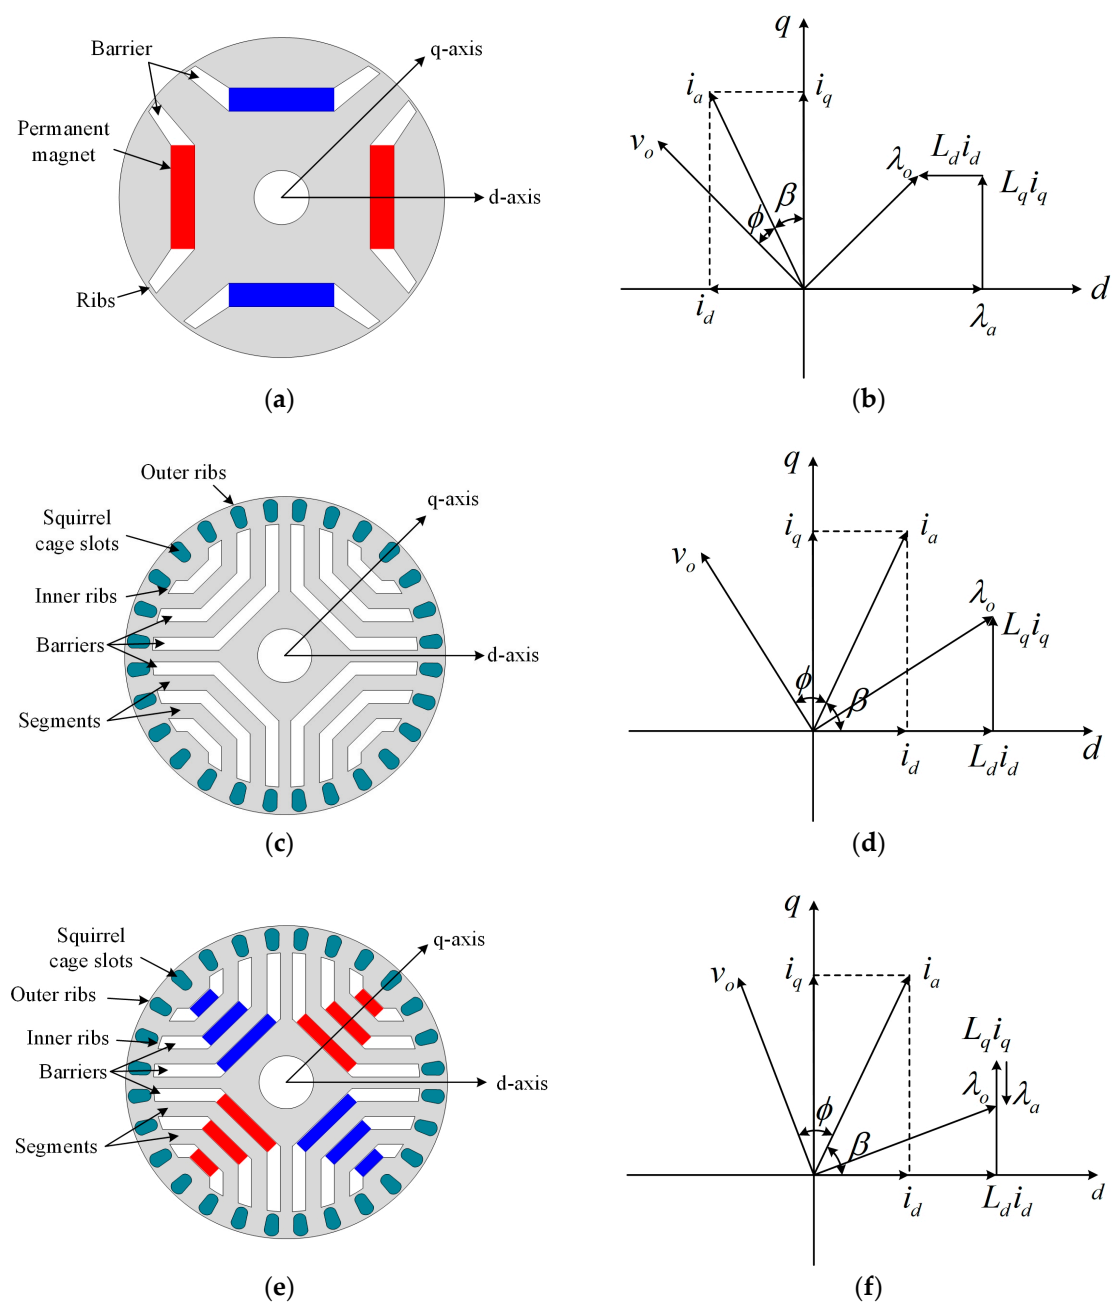 Barrier
q-axis
Permanent
magnet
d-axis
Ribs
(a)
q
i_a
i_q
v_o
λ_o
L_d i_d
L_q i_q
β
ϕ
i_d
λ_a
d
(b)
Outer ribs
q-axis
Squirrel
cage slots
Inner ribs
Barriers
d-axis
Segments
(c)
q
i_q
i_a
v_o
λ_o
L_q i_q
ϕ
β
i_d
L_d i_d
d
(d)
Squirrel
cage slots
q-axis
Outer ribs
Inner ribs
Barriers
d-axis
Segments
(e)
q
v_o
i_q
i_a
L_q i_q
λ_o
λ_a
ϕ
β
i_d
L_d i_d
d
(f)